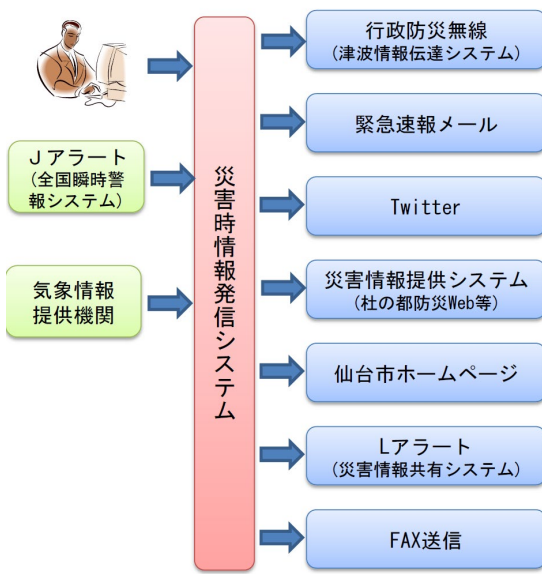 Ｊアラート
（全国瞬時警
報システム）
気象情報
提供機関
災害時情報発信システム
行政防災無線
（津波情報伝達システム）
緊急速報メール
Twitter
災害情報提供システム
（杜の都防災Web等）
仙台市ホームページ
Lアラート
（災害情報共有システム）
FAX送信